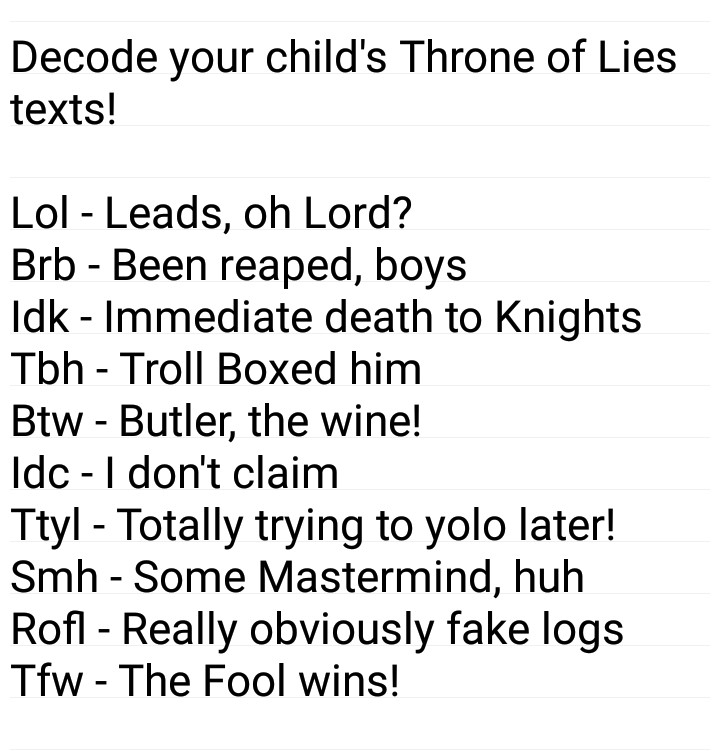 Decode your child's Throne of Lies
texts!
Lol - Leads, oh Lord?
Brb - Been reaped, boys
Idk - Immediate death to Knights
Tbh - Troll Boxed him
Btw - Butler, the wine!
Idc - I don't claim
Ttyl - Totally trying to yolo later!
Smh - Some Mastermind, huh
Rofl - Really obviously fake logs
Tfw - The Fool wins!